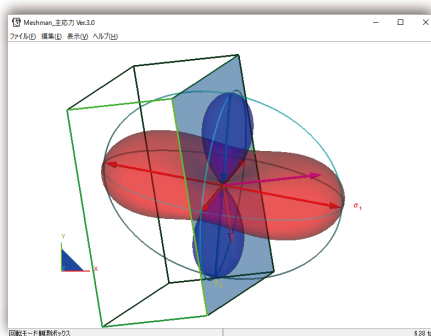 Meshman_主応力 Ver.3.0
ファイル(F) 編集(E) 表示(V) ヘルプ(H)
σ1
Y
X
回転モード:観測ボックス